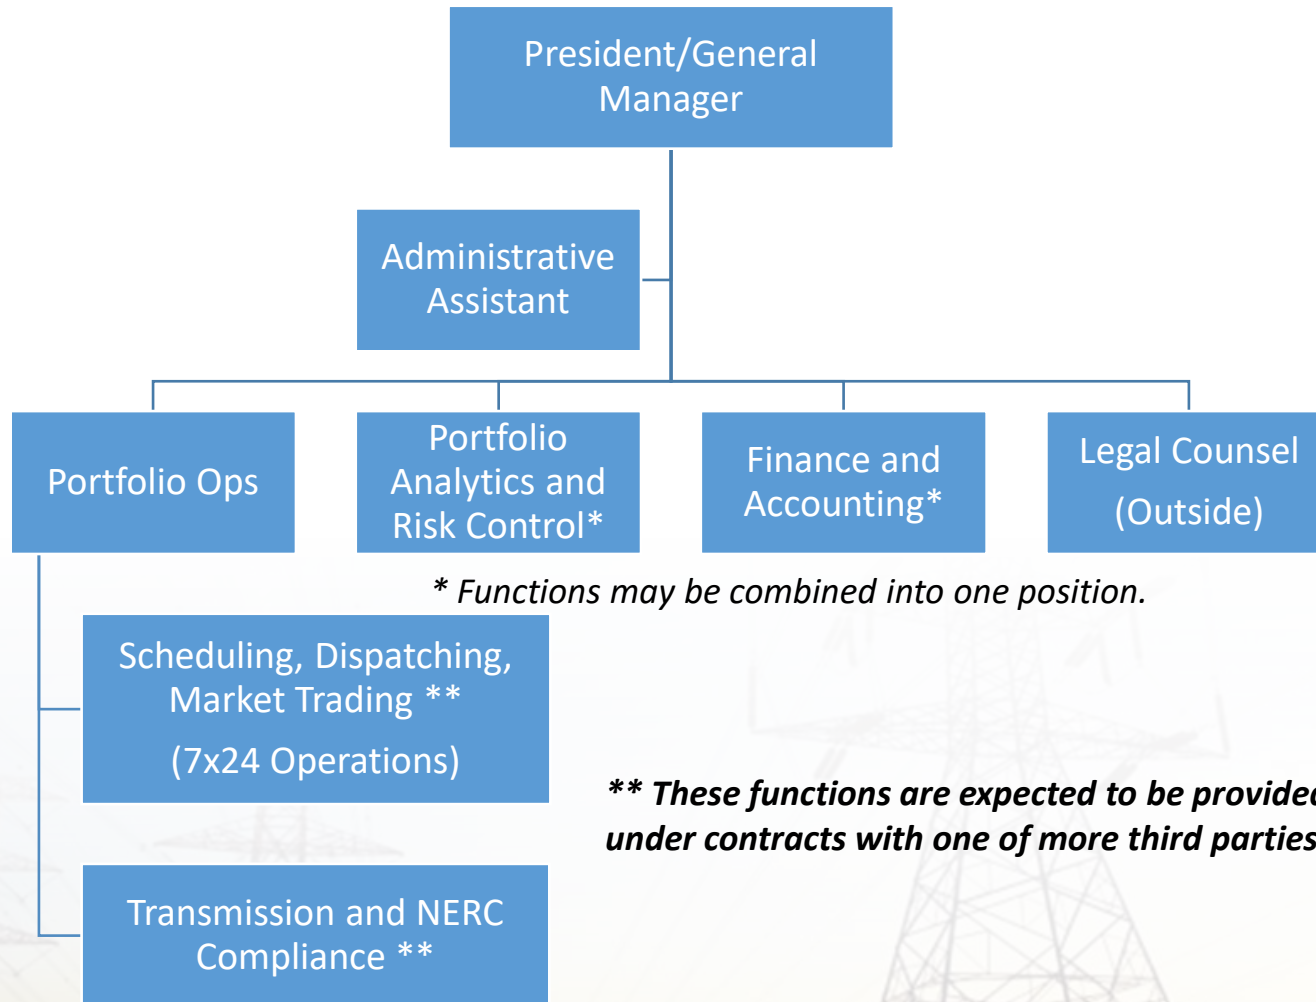 President/General
Manager
Administrative
Assistant
Portfolio Ops
Portfolio
Analytics and
Risk Control*
Finance and
Accounting*
Legal Counsel
(Outside)
* Functions may be combined into one position.
Scheduling, Dispatching,
Market Trading **
(7x24 Operations)
** These functions are expected to be provided
under contracts with one of more third parties
Transmission and NERC
Compliance **